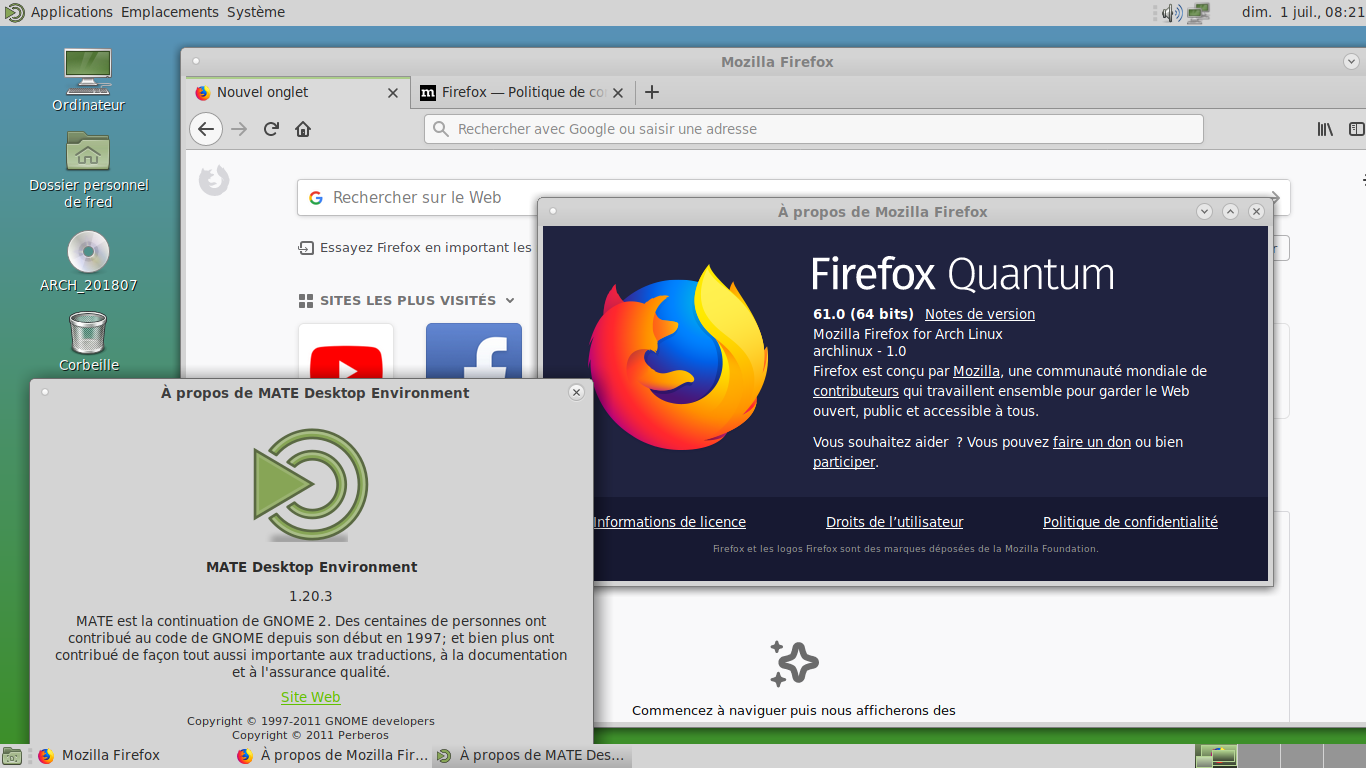 Applications Emplacements Système
dim. 1 juil., 08:21
Ordinateur
Dossier personnel
de fred
ARCH_201807
Corbeille
Mozilla Firefox
Nouvel onglet
Firefox — Politique de co
Rechercher avec Google ou saisir une adresse
Rechercher sur le Web
Essayez Firefox en important les
SITES LES PLUS VISITÉS
À propos de Mozilla Firefox
Firefox Quantum
61.0 (64 bits) Notes de version
Mozilla Firefox for Arch Linux
archlinux - 1.0
Firefox est conçu par Mozilla, une communauté mondiale de
contributeurs qui travaillent ensemble pour garder le Web
ouvert, public et accessible à tous.
Vous souhaitez aider  ? Vous pouvez faire un don ou bien
participer.
Informations de licence
Droits de l’utilisateur
Politique de confidentialité
Firefox et les logos Firefox sont des marques déposées de la Mozilla Foundation.
À propos de MATE Desktop Environment
MATE Desktop Environment
1.20.3
MATE est la continuation de GNOME 2. Des centaines de personnes ont
contribué au code de GNOME depuis son début en 1997; et bien plus ont
contribué de façon tout aussi importante aux traductions, à la documentation
et à l'assurance qualité.
Site Web
Copyright © 1997-2011 GNOME developers
Copyright © 2011 Perberos
Commencez à naviguer puis nous afficherons des
Mozilla Firefox
À propos de Mozilla Fir...
À propos de MATE Des...